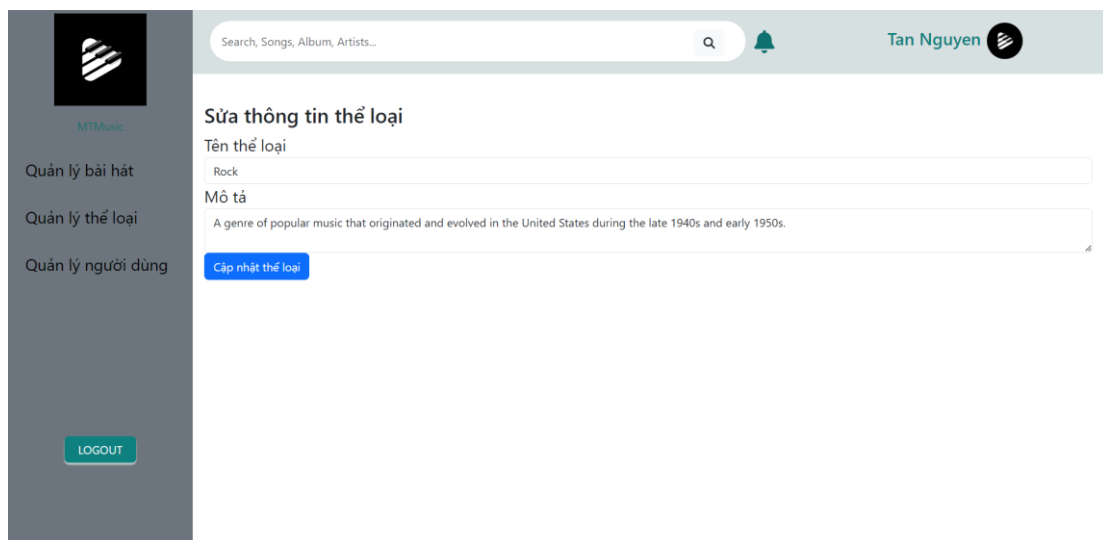 MTMusic
Quản lý bài hát
Quản lý thể loại
Quản lý người dùng
LOGOUT
Search, Songs, Album, Artists...
Tan Nguyen
Sửa thông tin thể loại
Tên thể loại
Rock
Mô tả
A genre of popular music that originated and evolved in the United States during the late 1940s and early 1950s.
Cập nhật thể loại